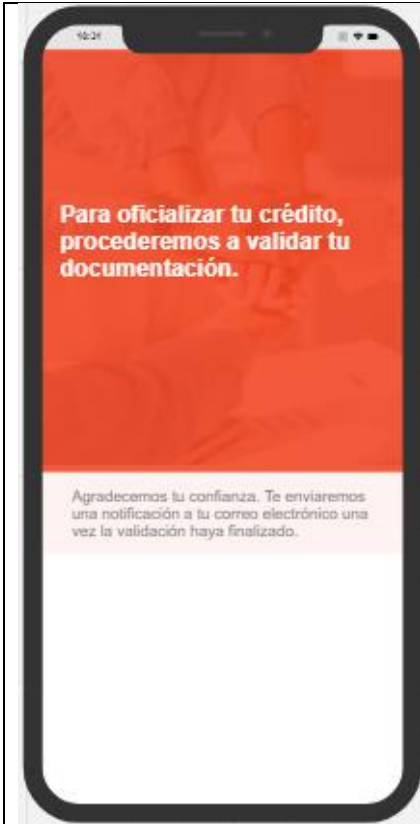 10:31
Para oficializar tu crédito,
procederemos a validar tu
documentación.
Agradecemos tu confianza. Te enviaremos
una notificación a tu correo electrónico una
vez la validación haya finalizado.